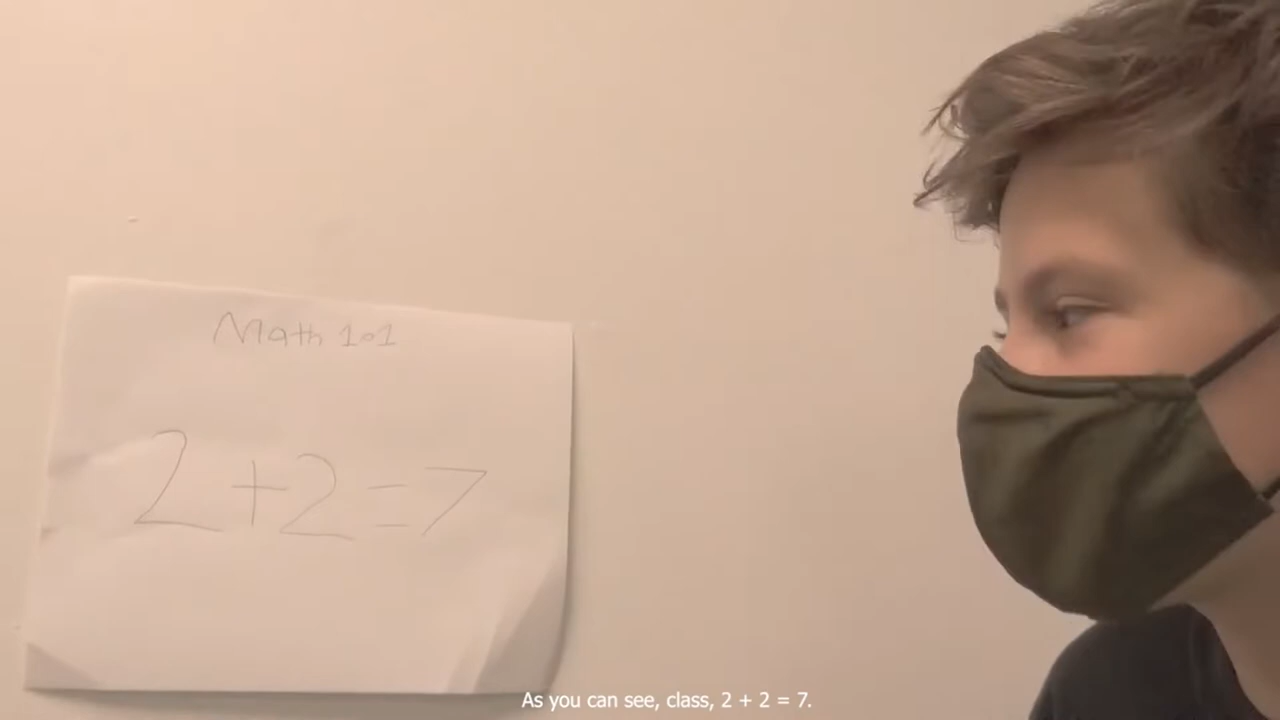 Math 101
2+2=7
As you can see, class, 2 + 2 = 7.